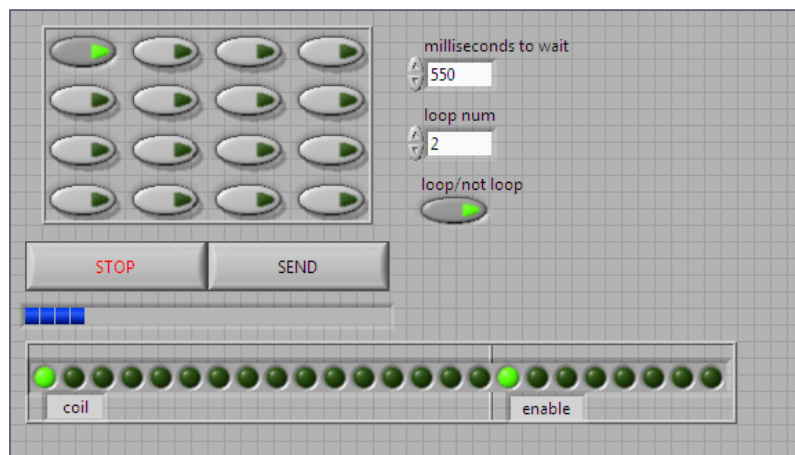 milliseconds to wait
550
loop num
2
loop/not loop
STOP
SEND
coil
enable